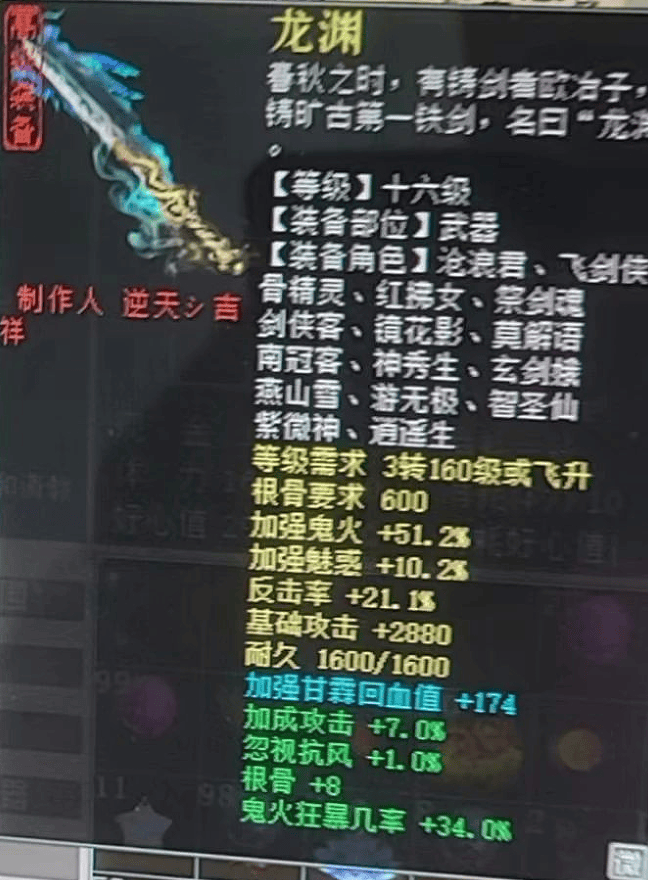 高级装备
龙渊
春秋之时，有铸剑者欧冶子，
铸旷古第一铁剑，名曰“龙渊
。
【等级】十六级
【装备部位】武器
【装备角色】沧浪君、飞剑侠
骨精灵、红拂女、祭剑魂
剑侠客、镜花影、莫解语
南冠客、神秀生、玄剑娥
燕山雪、游无极、智圣仙
紫微神、逍遥生
制作人 逆天シ吉
祥
等级需求 3转160级或飞升
根骨要求 600
加强鬼火 +51.2%
加强魅惑 +10.2%
反击率 +21.1%
基础攻击 +2880
耐久 1600/1600
加强甘霖回血值 +174
加成攻击 +7.0%
忽视抗风 +1.0%
根骨 +8
鬼火狂暴几率 +34.0%
微